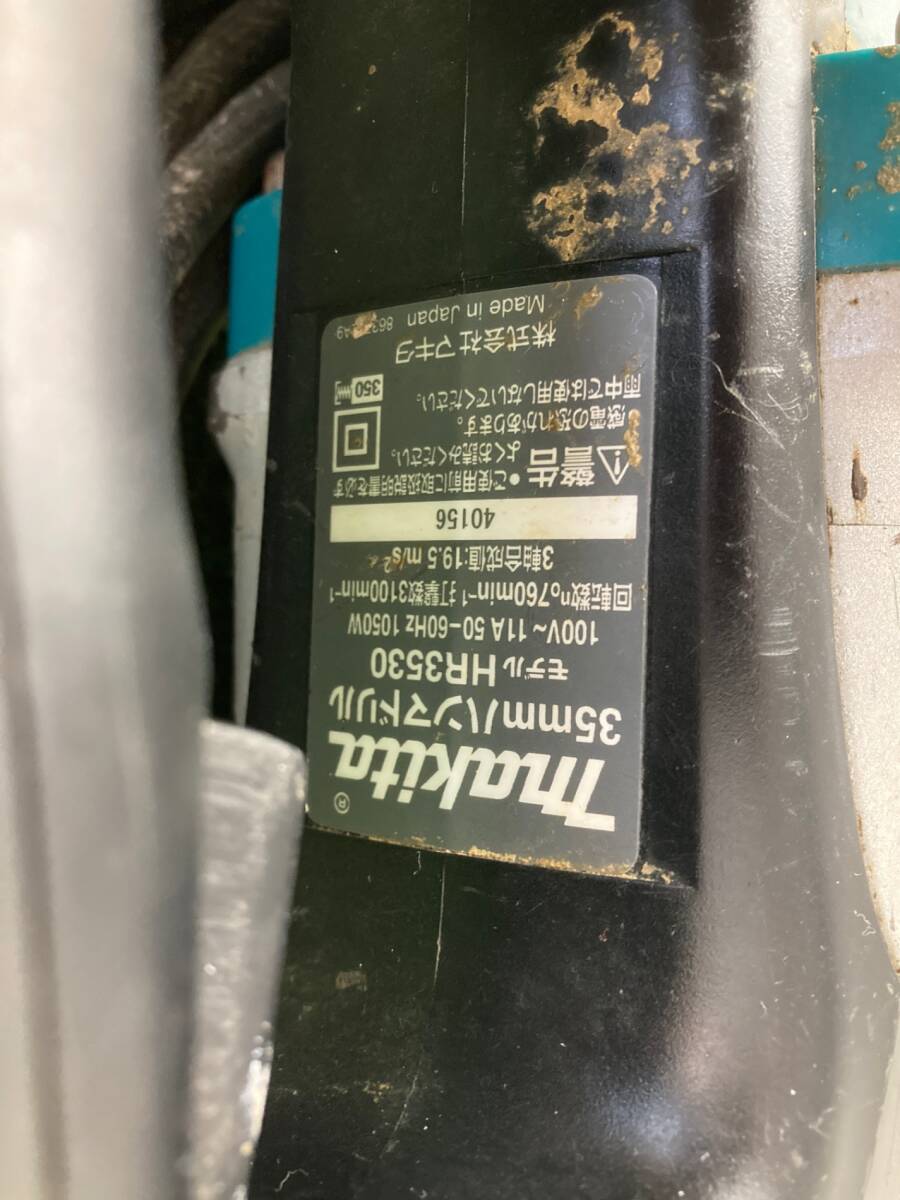 makita®
35mmハンマドリル
モデル HR3530
100V～11A 50-60Hz 1050W
回転数n₀760min⁻¹ 打撃数3100min⁻¹
3軸合成値:19.5 m/s²
40156
警告 ●ご使用前に取扱説明書を必ず
よくお読みください。
感電の恐れがあります。
雨中では使用しないでください。
350
株式会社 マキタ
Made in Japan